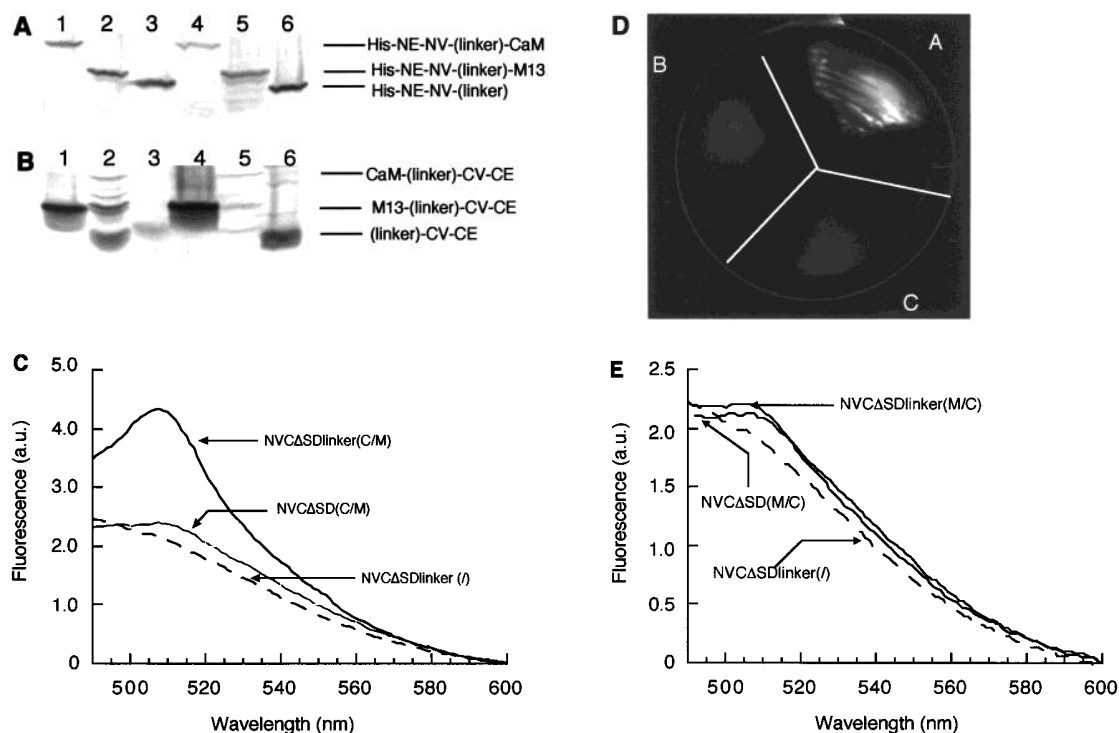 A
1 2 3 4 5 6
His-NE-NV-(linker)-CaM
His-NE-NV-(linker)-M13
His-NE-NV-(linker)
B
1 2 3 4 5 6
CaM-(linker)-CV-CE
M13-(linker)-CV-CE
(linker)-CV-CE
D
A
B
C
C
5.0
4.0
3.0
2.0
1.0
0
Fluorescence (a.u.)
NVCΔSDlinker(C/M)
NVCΔSD(C/M)
NVCΔSDlinker (/)
500 520 540 560 580 600
Wavelength (nm)
E
2.5
2.0
1.5
1.0
0.5
0
Fluorescence (a.u.)
NVCΔSDlinker(M/C)
NVCΔSD(M/C)
NVCΔSDlinker(/)
500 520 540 560 580 600
Wavelength (nm)